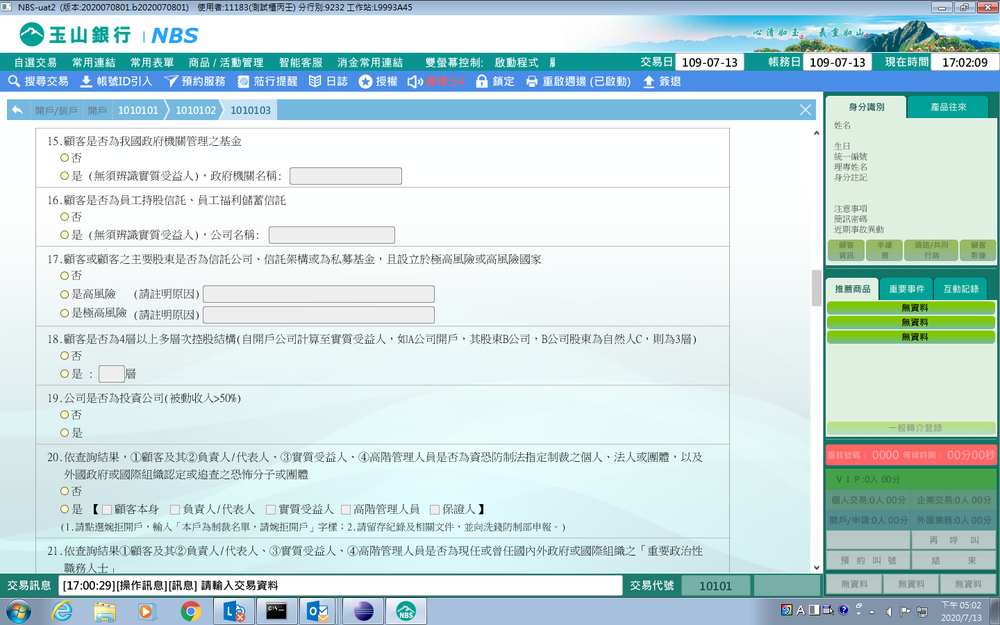 NBS-uat2 (版本:2020070801.b2020070801) 使用者:11183(測試櫃丙壬) 分行別:9232 工作站:L9993A45
玉山銀行 NBS
心清如玉。 義重如山。
自選交易 常用連結 常用表單 商品 / 活動管理 智能客服 消金常用連結 雙螢幕控制: 啟動程式
交易日 109-07-13 帳務日 109-07-13 現在時間 17:02:09
搜尋交易 帳號ID引入 預約服務 蒞行提醒 日誌 授權 鎖定 重啟週邊 (已啟動) 簽退
開戶/銷戶 開戶 1010101 1010102 1010103
15.顧客是否為我國政府機關管理之基金
否
是 (無須辨識實質受益人)，政府機關名稱:
16.顧客是否為員工持股信託、員工福利儲蓄信託
否
是 (無須辨識實質受益人)，公司名稱:
17.顧客或顧客之主要股東是否為信託公司、信託架構或為私募基金，且設立於極高風險或高風險國家
否
是高風險 (請註明原因)
是極高風險 (請註明原因)
18.顧客是否為4層以上多層次控股結構(自開戶公司計算至實質受益人，如A公司開戶，其股東B公司，B公司股東為自然人C，則為3層)
否
是 : 層
19.公司是否為投資公司(被動收入>50%)
否
是
20.依查詢結果，①顧客及其②負責人/代表人、③實質受益人、④高階管理人員是否為資恐防制法指定制裁之個人、法人或團體，以及
外國政府或國際組織認定或追查之恐怖分子或團體
否
是 【 顧客本身 負責人/代表人 實質受益人 高階管理人員 保證人】
(1.請點選婉拒開戶，輸入「本戶為制裁名單，請婉拒開戶」字樣；2.請留存紀錄及相關文件，並向洗錢防制部申報。)
21.依查詢結果①顧客及其②負責人/代表人、③實質受益人、④高階管理人員是否為現任或曾任國內外政府或國際組織之「重要政治性
職務人士」
身分識別 產品往來
姓名
生日
統一編號
理專姓名
身分註記
注意事項
簡訊密碼
近期事故異動
顧客資訊 手續費 通路/共同行銷 顧客影像
推薦商品 重要事件 互動記錄
無資料
無資料
無資料
一般轉介登錄
服務號碼： 0000 等候時間： 00分00秒
ＶＩＰ:0人 00分
個人交易:0人 00分 企業交易:0人 00分
開戶/申請:0人 00分 外匯業務:0人 00分
再 呼 叫
預 約 叫 號 結 束
無資料 無資料 無資料
交易訊息 [17:00:29][操作訊息][訊息] 請輸入交易資料 交易代號 10101
NBS
A
下午 05:02
2020/7/13